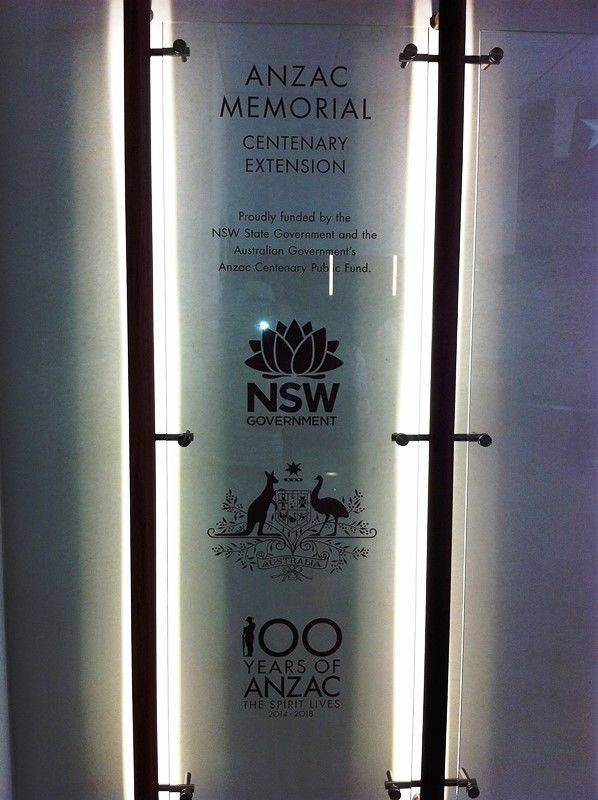 ANZAC
MEMORIAL
CENTENARY
EXTENSION
Proudly funded by the
NSW State Government and the
Australian Government's
Anzac Centenary Public Fund.
NSW
GOVERNMENT
AUSTRALIA
100
YEARS OF
ANZAC
THE SPIRIT LIVES
2014 - 2018